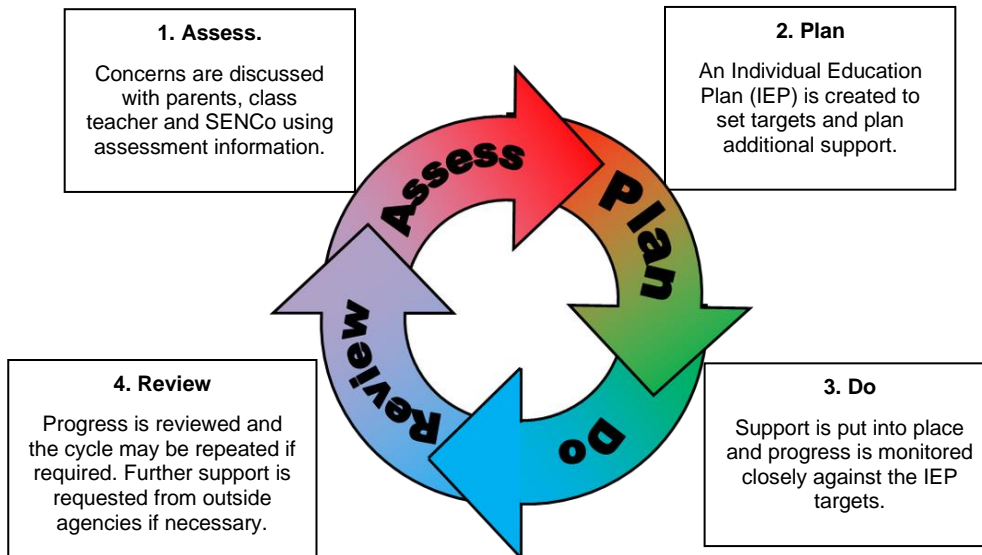 1. Assess.
Concerns are discussed
with parents, class
teacher and SENCo using
assessment information.
2. Plan
An Individual Education
Plan (IEP) is created to
set targets and plan
additional support.
Assess
Plan
Do
Review
4. Review
Progress is reviewed and
the cycle may be repeated if
required. Further support is
requested from outside
agencies if necessary.
3. Do
Support is put into place
and progress is monitored
closely against the IEP
targets.